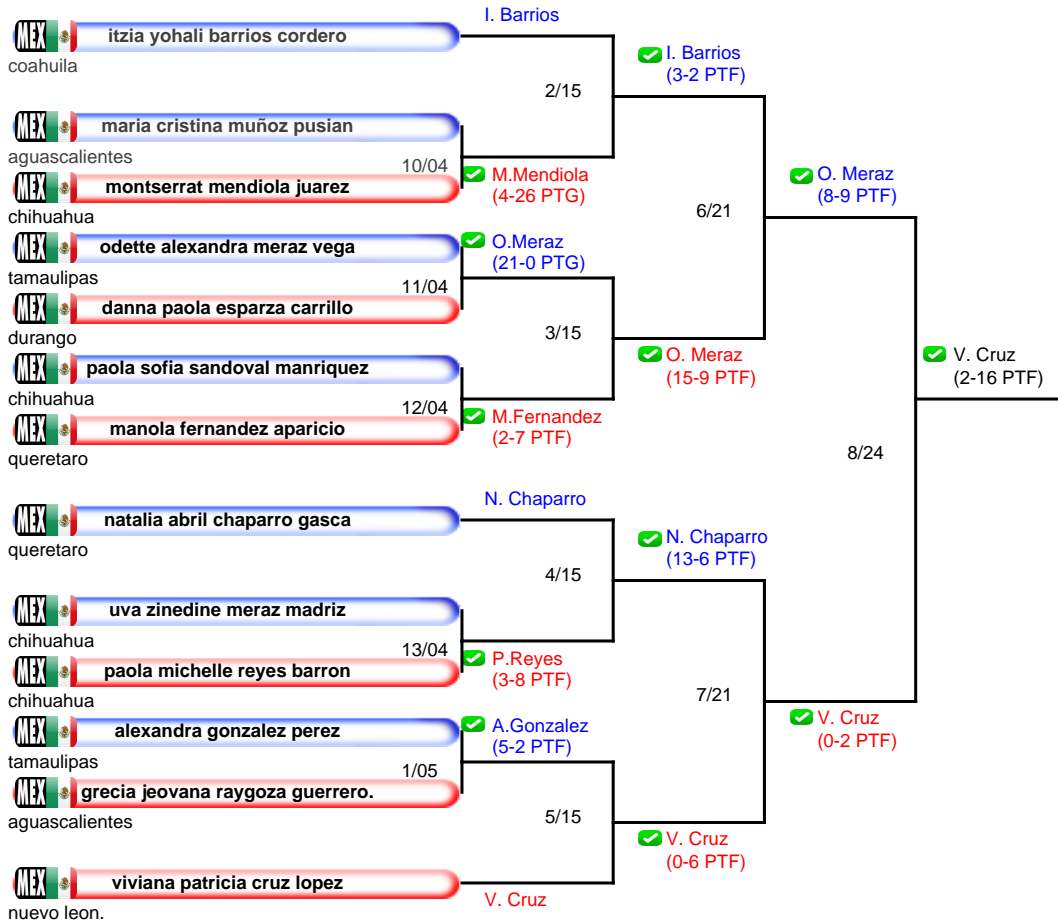 I. Barrios
MEX itzia yohali barrios cordero
coahuila
I. Barrios
(3-2 PTF)
2/15
MEX maria cristina muñoz pusian
aguascalientes
10/04
MEX montserrat mendiola juarez
chihuahua
M.Mendiola
(4-26 PTG)
O. Meraz
(8-9 PTF)
6/21
MEX odette alexandra meraz vega
tamaulipas
O.Meraz
(21-0 PTG)
11/04
MEX danna paola esparza carrillo
durango
3/15
O. Meraz
(15-9 PTF)
MEX paola sofia sandoval manriquez
chihuahua
12/04
MEX manola fernandez aparicio
queretaro
M.Fernandez
(2-7 PTF)
V. Cruz
(2-16 PTF)
8/24
N. Chaparro
MEX natalia abril chaparro gasca
queretaro
N. Chaparro
(13-6 PTF)
4/15
MEX uva zinedine meraz madriz
chihuahua
13/04
MEX paola michelle reyes barron
chihuahua
P.Reyes
(3-8 PTF)
7/21
V. Cruz
(0-2 PTF)
MEX alexandra gonzalez perez
tamaulipas
A.Gonzalez
(5-2 PTF)
1/05
MEX grecia jeovana raygoza guerrero.
aguascalientes
5/15
V. Cruz
(0-6 PTF)
MEX viviana patricia cruz lopez
nuevo leon.
V. Cruz